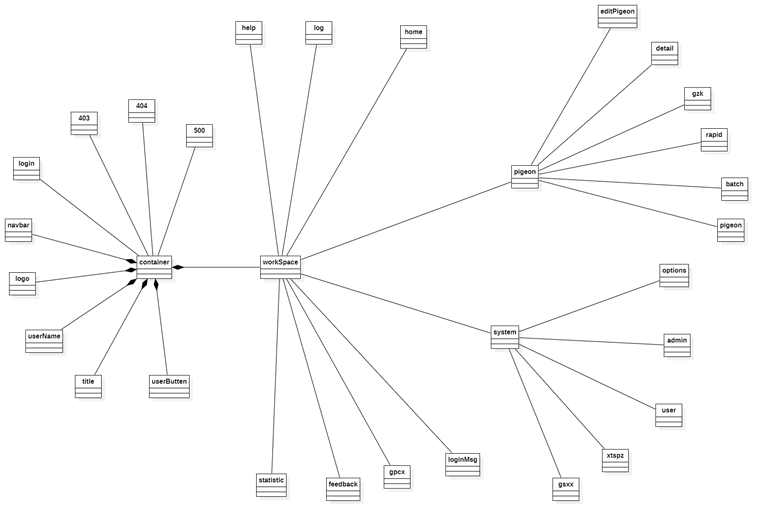 editPigeon
help
log
home
detail
gzk
404
403
500
rapid
login
pigeon
batch
navbar
pigeon
container
workSpace
logo
options
userName
system
admin
title
userButten
user
loginMsg
xtspz
gpcx
statistic
feedback
gsxx